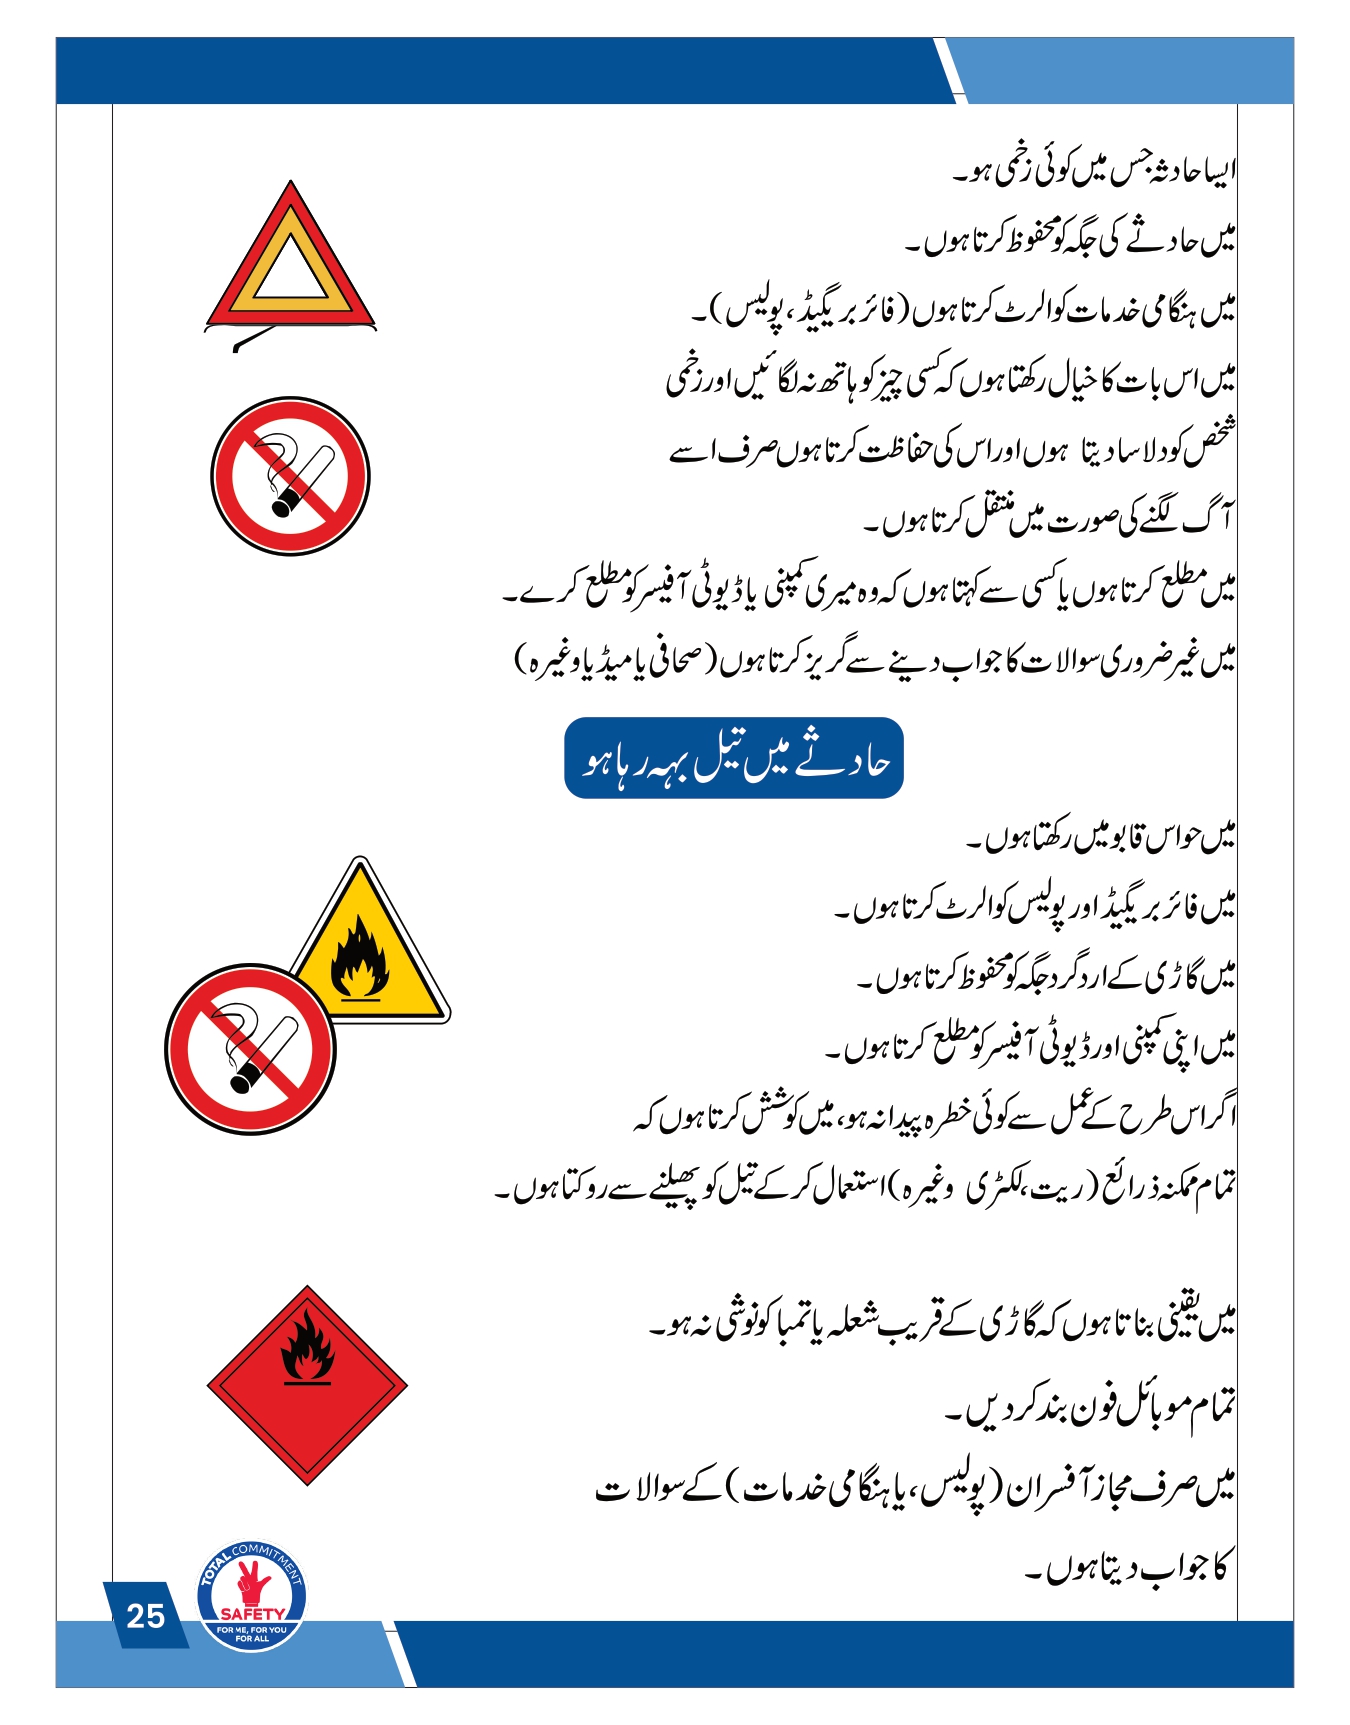 ایسا حادثہ جس میں کوئی زخمی ہو۔
میں حادثے کی جگہ کو محفوظ کرتا ہوں۔
میں ہنگامی خدمات کو الرٹ کرتا ہوں (فائر بریگیڈ، پولیس)۔
میں اس بات کا خیال رکھتا ہوں کہ کسی چیز کو ہاتھ نہ لگائیں اور زخمی
شخص کو دلاسا دیتا ہوں اور اس کی حفاظت کرتا ہوں صرف اسے
آگ لگنے کی صورت میں منتقل کرتا ہوں۔
میں مطلع کرتا ہوں یا کسی سے کہتا ہوں کہ وہ میری کمپنی یا ڈیوٹی آفیسر کو مطلع کرے۔
میں غیر ضروری سوالات کا جواب دینے سے گریز کرتا ہوں (صحافی یا میڈیا وغیرہ)
حادثے میں تیل بہہ رہا ہو
میں حواس قابو میں رکھتا ہوں۔
میں فائر بریگیڈ اور پولیس کو الرٹ کرتا ہوں۔
میں گاڑی کے ارد گرد جگہ کو محفوظ کرتا ہوں۔
میں اپنی کمپنی اور ڈیوٹی آفیسر کو مطلع کرتا ہوں۔
اگر اس طرح کے عمل سے کوئی خطرہ پیدا نہ ہو، میں کوشش کرتا ہوں کہ
تمام ممکنہ ذرائع (ریت، لکڑی وغیرہ) استعمال کر کے تیل کو پھیلنے سے روکتا ہوں۔
میں یقینی بناتا ہوں کہ گاڑی کے قریب شعلہ یا تمباکو نوشی نہ ہو۔
تمام موبائل فون بند کر دیں۔
میں صرف مجاز آفسران (پولیس، یا ہنگامی خدمات) کے سوالات
کا جواب دیتا ہوں۔
TOTAL COMMITMENT
SAFETY
FOR ME, FOR YOU
FOR ALL
25